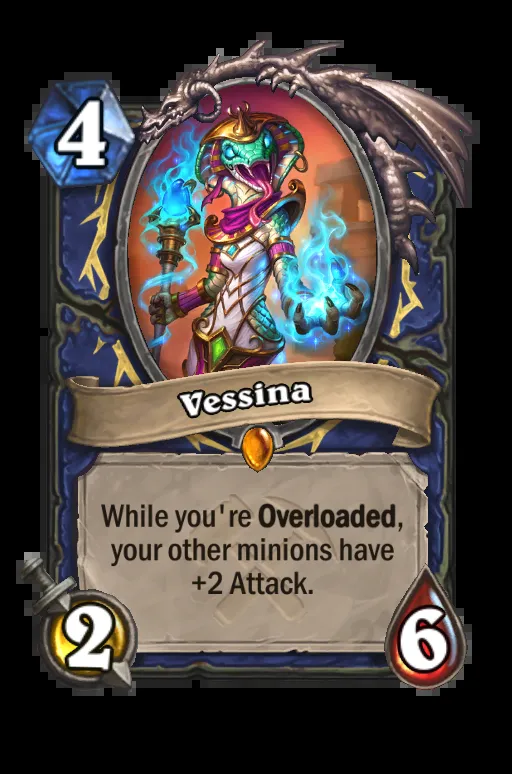 4
Vessina
While you're Overloaded,
your other minions have
+2 Attack.
2
6